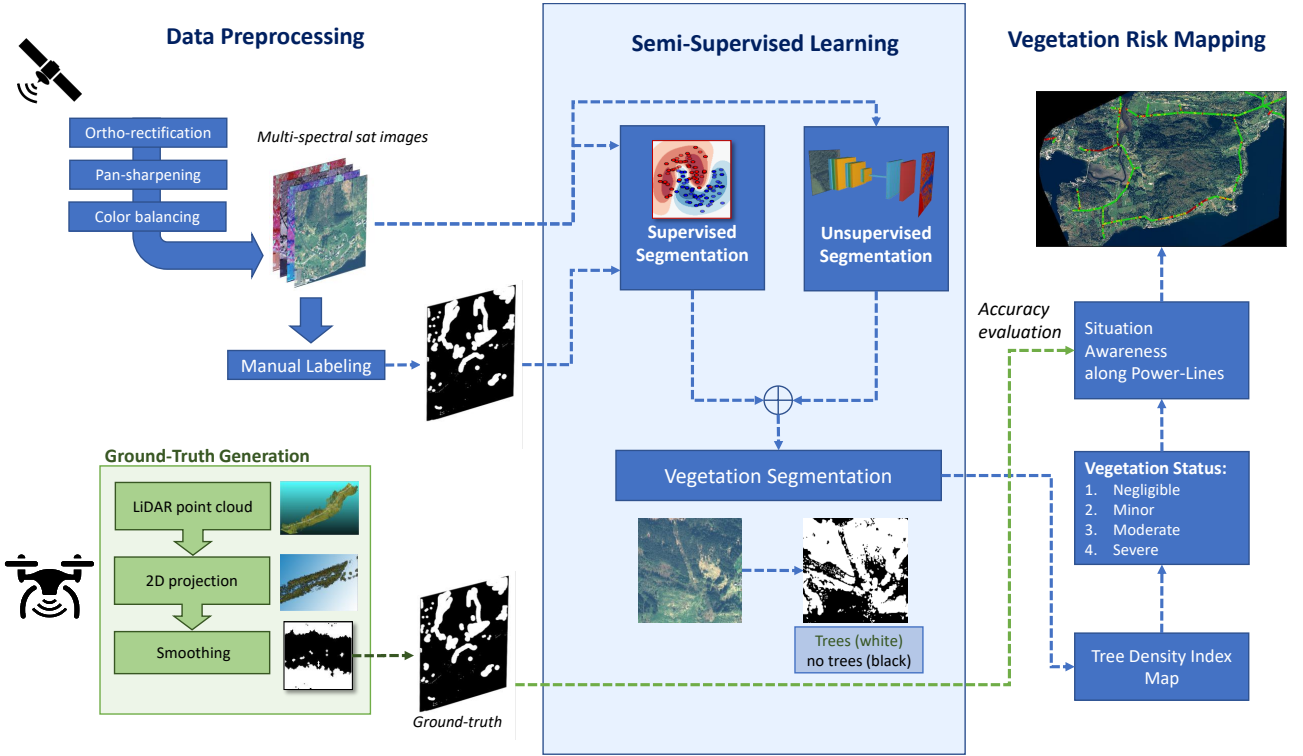 Data Preprocessing
Ortho-rectification
Pan-sharpening
Color balancing
Multi-spectral sat images
Manual Labeling
Ground-Truth Generation
LiDAR point cloud
2D projection
Smoothing
Ground-truth
Semi-Supervised Learning
Supervised
Segmentation
Unsupervised
Segmentation
Vegetation Segmentation
Trees (white)
no trees (black)
Vegetation Risk Mapping
Accuracy
evaluation
Situation
Awareness
along Power-Lines
Vegetation Status:
1. Negligible
2. Minor
3. Moderate
4. Severe
Tree Density Index
Map